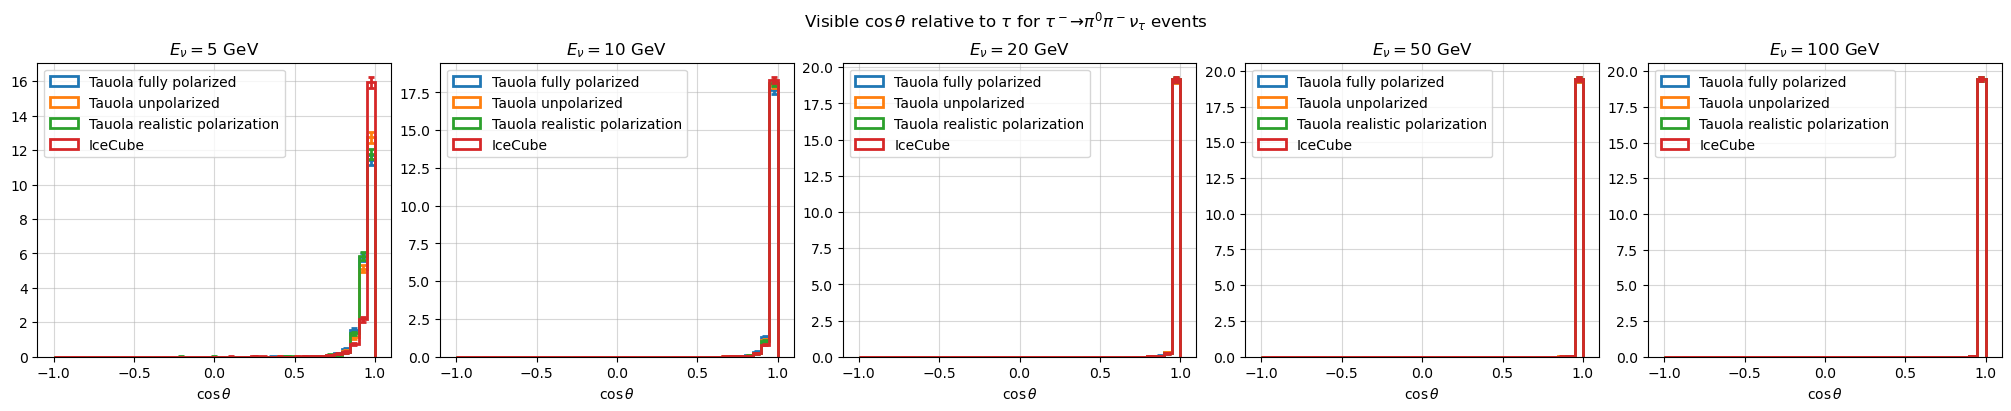 Visible cos θ relative to τ for τ⁻→π⁰π⁻ν_τ events
E_ν = 5 GeV
16
14
12
10
8
6
4
2
0
Tauola fully polarized
Tauola unpolarized
Tauola realistic polarization
IceCube
−1.0 −0.5 0.0 0.5 1.0
cos θ
E_ν = 10 GeV
17.5
15.0
12.5
10.0
7.5
5.0
2.5
0.0
Tauola fully polarized
Tauola unpolarized
Tauola realistic polarization
IceCube
−1.0 −0.5 0.0 0.5 1.0
cos θ
E_ν = 20 GeV
20.0
17.5
15.0
12.5
10.0
7.5
5.0
2.5
0.0
Tauola fully polarized
Tauola unpolarized
Tauola realistic polarization
IceCube
−1.0 −0.5 0.0 0.5 1.0
cos θ
E_ν = 50 GeV
20.0
17.5
15.0
12.5
10.0
7.5
5.0
2.5
0.0
Tauola fully polarized
Tauola unpolarized
Tauola realistic polarization
IceCube
−1.0 −0.5 0.0 0.5 1.0
cos θ
E_ν = 100 GeV
20.0
17.5
15.0
12.5
10.0
7.5
5.0
2.5
0.0
Tauola fully polarized
Tauola unpolarized
Tauola realistic polarization
IceCube
−1.0 −0.5 0.0 0.5 1.0
cos θ